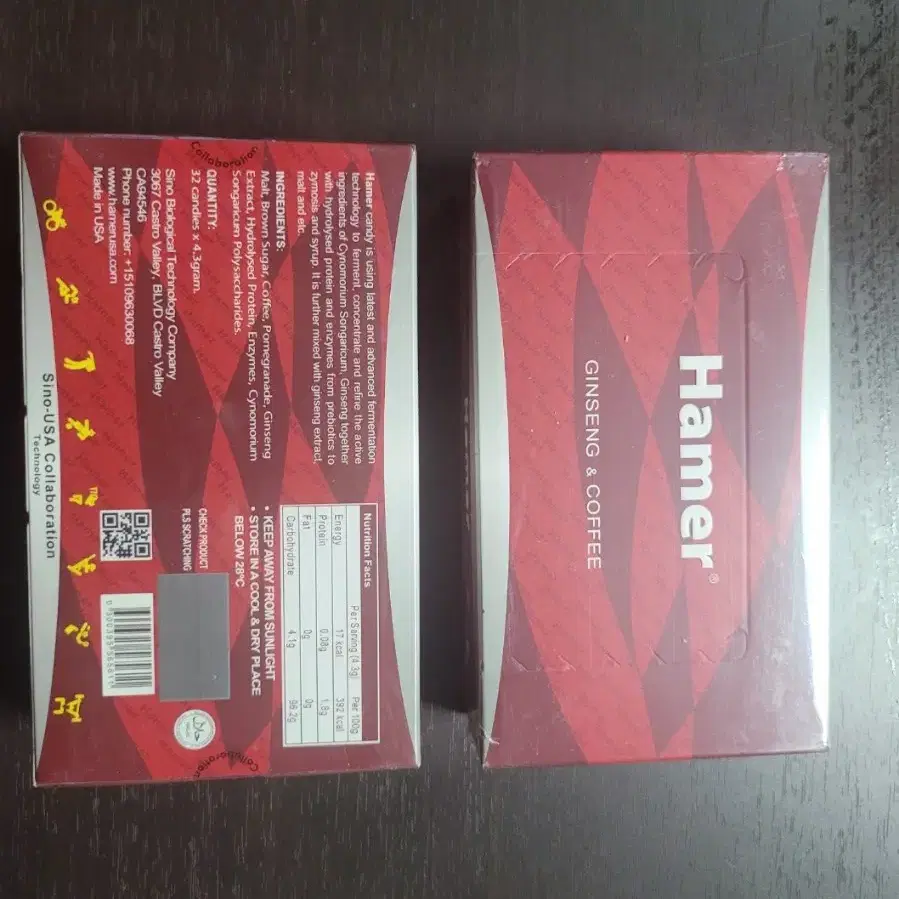 Hamer®
GINSENG & COFFEE
Collaboration
Hamer candy is using latest and advanced fermentation
technology to ferment, concentrate and refine the active
ingredients of Cynomorium Songaricum, Ginseng together
with hydrolysed protein and enzymes from prebiotics to
zymosis and syrup. It is further mixed with ginseng extract,
malt and etc.
INGREDIENTS:
Malt, Brown Sugar, Coffee, Pomegranade, Ginseng
Extract, Hydrolysed Protein, Enzymes, Cynomorium
Songaricum Polysaccharides.
QUANTITY:
32 candies x 4.3gram.
Sino Biological Technology Company
3067 Castro Valley, BLVD Castro Valley
CA94546
Phone number: +15109630068
www.hamerusa.com
Made in USA
Nutrition Facts
Per Serving (4.3g) Per 100g
Energy 17 kcal 392 kcal
Protein 0.08g 1.8g
Fat 0g 0g
Carbohydrate 4.1g 96.2g
• KEEP AWAY FROM SUNLIGHT
• STORE IN A COOL & DRY PLACE
BELOW 28°C
CHECK PRODUCT
PLS SCRATCHING
Collaboration
Sino-USA Collaboration
Technology